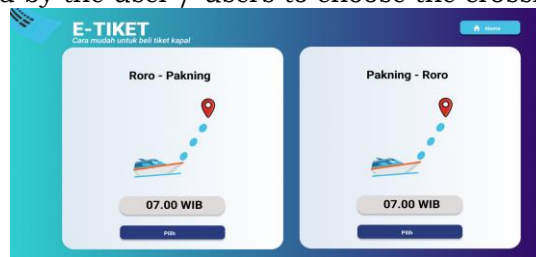 by the user / users to choose the
E-TIKET
Cara mudah untuk beli tiket kapal
Home
Roro - Pakning
Pakning - Roro
07.00 WIB
07.00 WIB
Pilih
Pilih